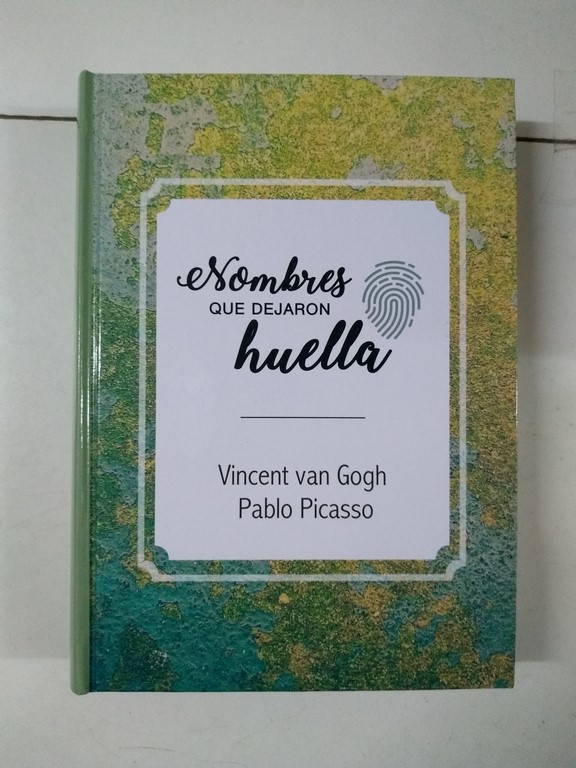 Nombres
QUE DEJARON
huella
Vincent van Gogh
Pablo Picasso